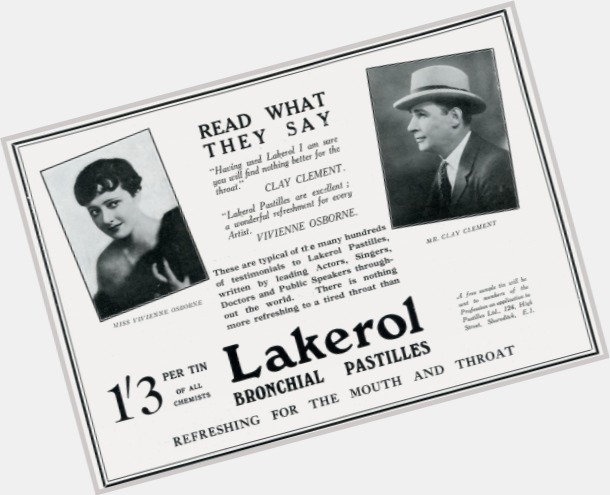 READ WHAT
THEY SAY
"Having used Lakerol I am sure
you will find nothing better for the
throat."
CLAY CLEMENT.
"Lakerol Pastilles are excellent ;
a wonderful refreshment for every
Artist.
VIVIENNE OSBORNE.
MISS VIVIENNE OSBORNE
MR. CLAY CLEMENT
These are typical of the many hundreds
of testimonials to Lakerol Pastilles,
written by leading Actors, Singers,
Doctors and Public Speakers through-
out the world. There is nothing
more refreshing to a tired throat than
A free sample tin will be
sent to members of the
Profession on application to
Pastilles Ltd., 124, High
Street, Shoreditch, E.1.
1'3 PER TIN
OF ALL
CHEMISTS
Lakerol
BRONCHIAL PASTILLES
REFRESHING FOR THE MOUTH AND THROAT